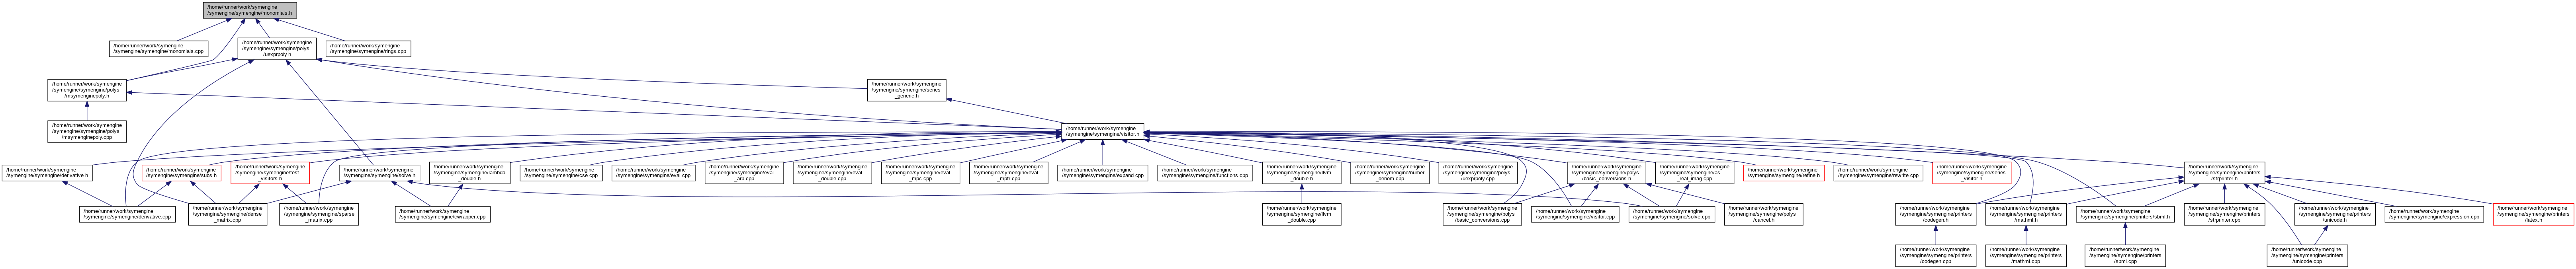 /home/runner/work/symengine
/symengine/symengine/monomials.h
/home/runner/work/symengine
/symengine/symengine/monomials.cpp
/home/runner/work/symengine
/symengine/symengine/polys
/uexprpoly.h
/home/runner/work/symengine
/symengine/symengine/rings.cpp
/home/runner/work/symengine
/symengine/symengine/polys
/msymenginepoly.h
/home/runner/work/symengine
/symengine/symengine/series
_generic.h
/home/runner/work/symengine
/symengine/symengine/polys
/msymenginepoly.cpp
/home/runner/work/symengine
/symengine/symengine/visitor.h
/home/runner/work/symengine
/symengine/symengine/derivative.h
/home/runner/work/symengine
/symengine/symengine/subs.h
/home/runner/work/symengine
/symengine/symengine/test
_visitors.h
/home/runner/work/symengine
/symengine/symengine/solve.h
/home/runner/work/symengine
/symengine/symengine/lambda
_double.h
/home/runner/work/symengine
/symengine/symengine/cse.cpp
/home/runner/work/symengine
/symengine/symengine/eval.cpp
/home/runner/work/symengine
/symengine/symengine/eval
_arb.cpp
/home/runner/work/symengine
/symengine/symengine/eval
_double.cpp
/home/runner/work/symengine
/symengine/symengine/eval
_mpc.cpp
/home/runner/work/symengine
/symengine/symengine/eval
_mpfr.cpp
/home/runner/work/symengine
/symengine/symengine/expand.cpp
/home/runner/work/symengine
/symengine/symengine/functions.cpp
/home/runner/work/symengine
/symengine/symengine/llvm
_double.h
/home/runner/work/symengine
/symengine/symengine/numer
_denom.cpp
/home/runner/work/symengine
/symengine/symengine/polys
/uexprpoly.cpp
/home/runner/work/symengine
/symengine/symengine/polys
/basic_conversions.h
/home/runner/work/symengine
/symengine/symengine/as
_real_imag.cpp
/home/runner/work/symengine
/symengine/symengine/refine.h
/home/runner/work/symengine
/symengine/symengine/rewrite.cpp
/home/runner/work/symengine
/symengine/symengine/series
_visitor.h
/home/runner/work/symengine
/symengine/symengine/printers
/strprinter.h
/home/runner/work/symengine
/symengine/symengine/derivative.cpp
/home/runner/work/symengine
/symengine/symengine/dense
_matrix.cpp
/home/runner/work/symengine
/symengine/symengine/sparse
_matrix.cpp
/home/runner/work/symengine
/symengine/symengine/cwrapper.cpp
/home/runner/work/symengine
/symengine/symengine/llvm
_double.cpp
/home/runner/work/symengine
/symengine/symengine/polys
/basic_conversions.cpp
/home/runner/work/symengine
/symengine/symengine/visitor.cpp
/home/runner/work/symengine
/symengine/symengine/solve.cpp
/home/runner/work/symengine
/symengine/symengine/polys
/cancel.h
/home/runner/work/symengine
/symengine/symengine/printers
/codegen.h
/home/runner/work/symengine
/symengine/symengine/printers
/mathml.h
/home/runner/work/symengine
/symengine/symengine/printers/sbml.h
/home/runner/work/symengine
/symengine/symengine/printers
/strprinter.cpp
/home/runner/work/symengine
/symengine/symengine/printers
/unicode.h
/home/runner/work/symengine
/symengine/symengine/expression.cpp
/home/runner/work/symengine
/symengine/symengine/printers
/latex.h
/home/runner/work/symengine
/symengine/symengine/printers
/codegen.cpp
/home/runner/work/symengine
/symengine/symengine/printers
/mathml.cpp
/home/runner/work/symengine
/symengine/symengine/printers
/sbml.cpp
/home/runner/work/symengine
/symengine/symengine/printers
/unicode.cpp